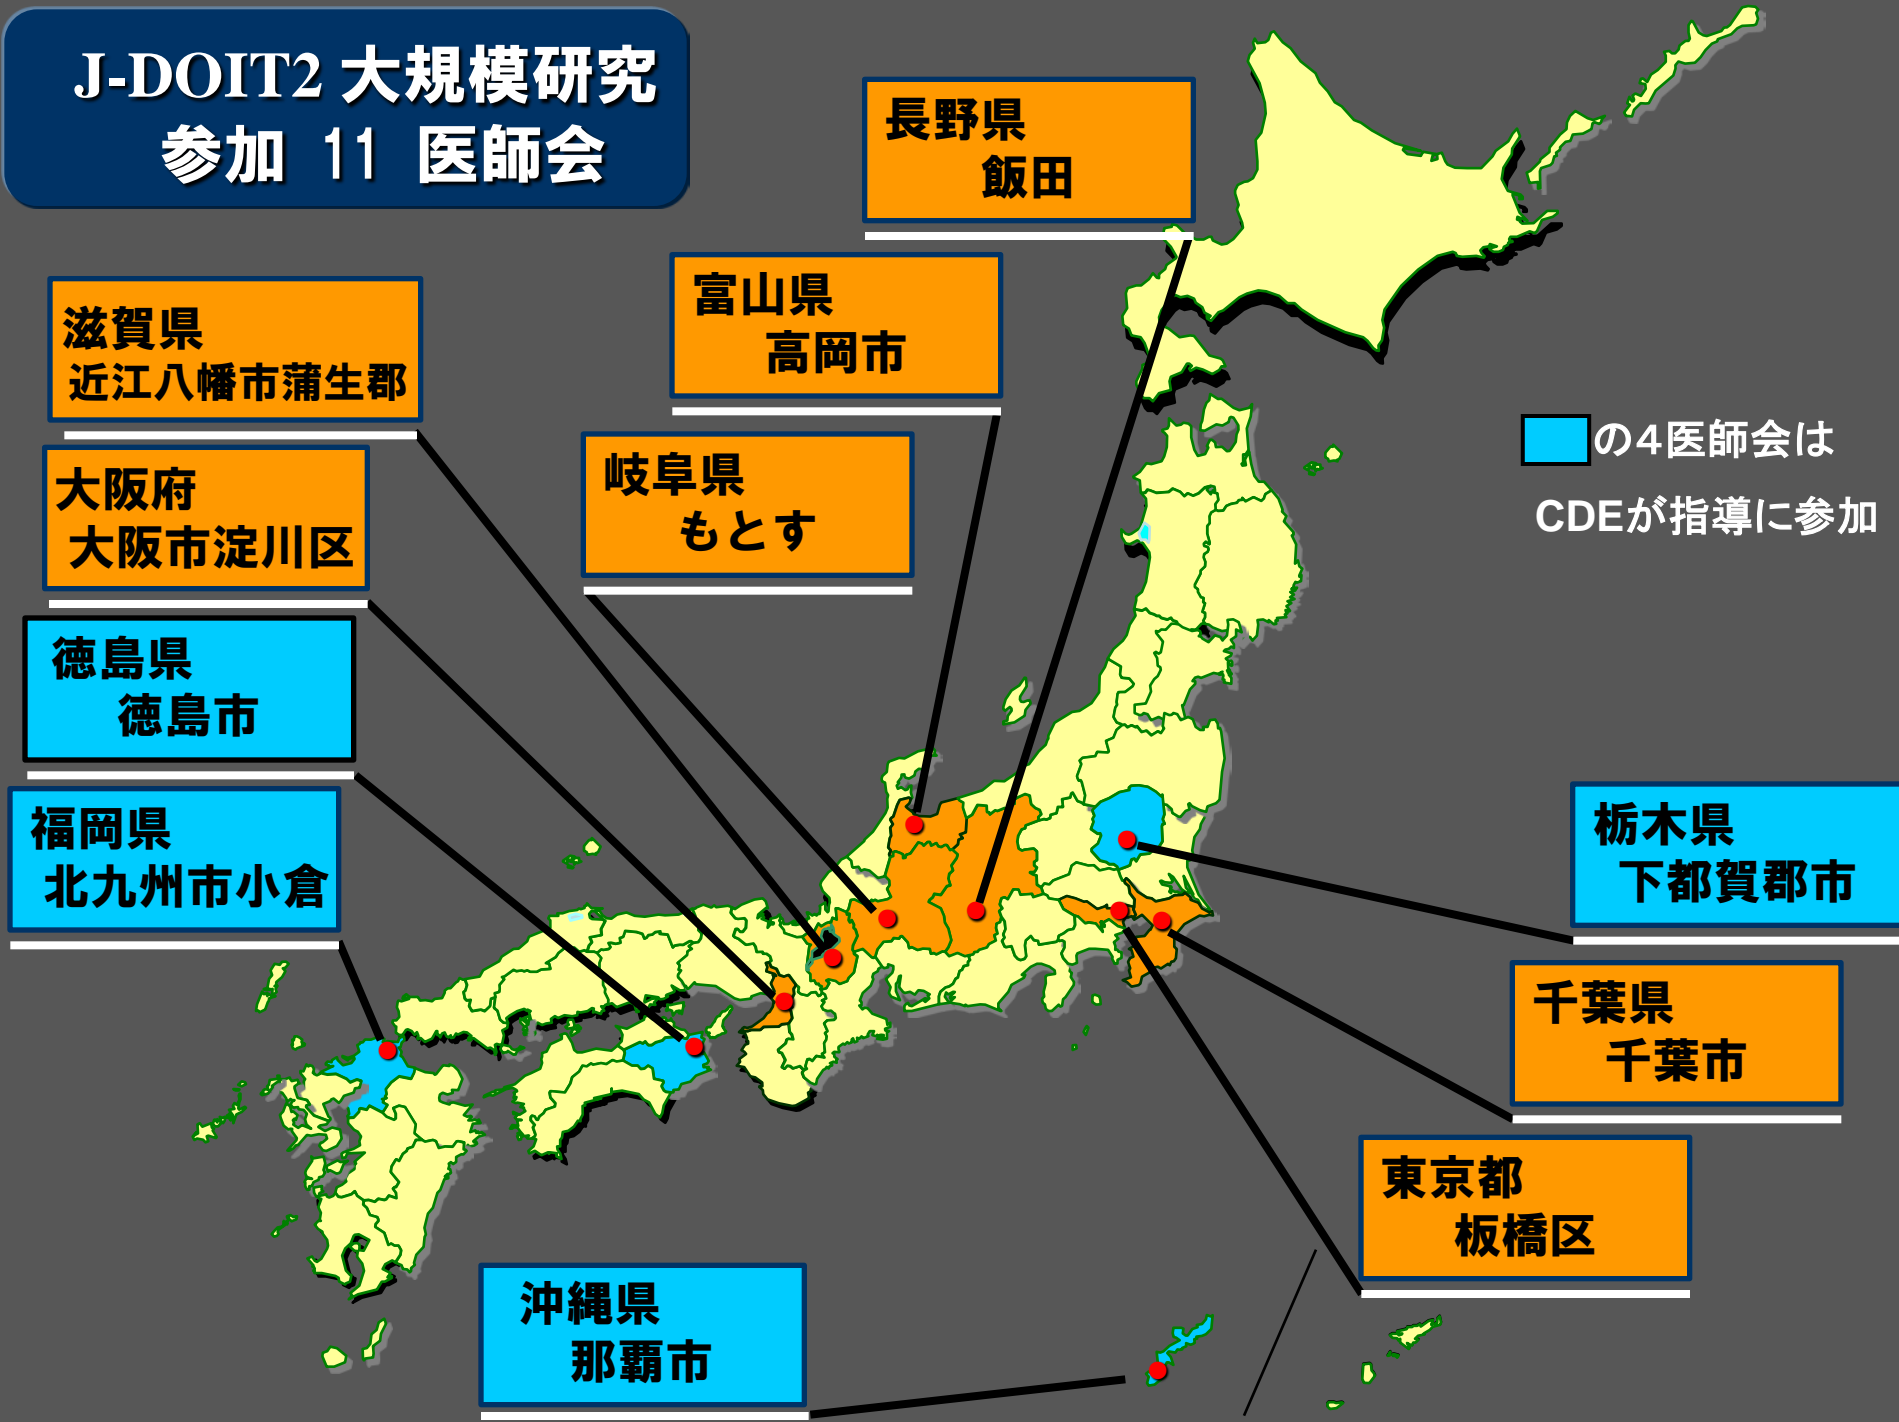 J-DOIT2 大規模研究
参加 11 医師会
長野県
飯田
富山県
高岡市
滋賀県
近江八幡市蒲生郡
岐阜県
もとす
大阪府
大阪市淀川区
徳島県
徳島市
福岡県
北九州市小倉
の4医師会は
CDEが指導に参加
栃木県
下都賀郡市
千葉県
千葉市
東京都
板橋区
沖縄県
那覇市